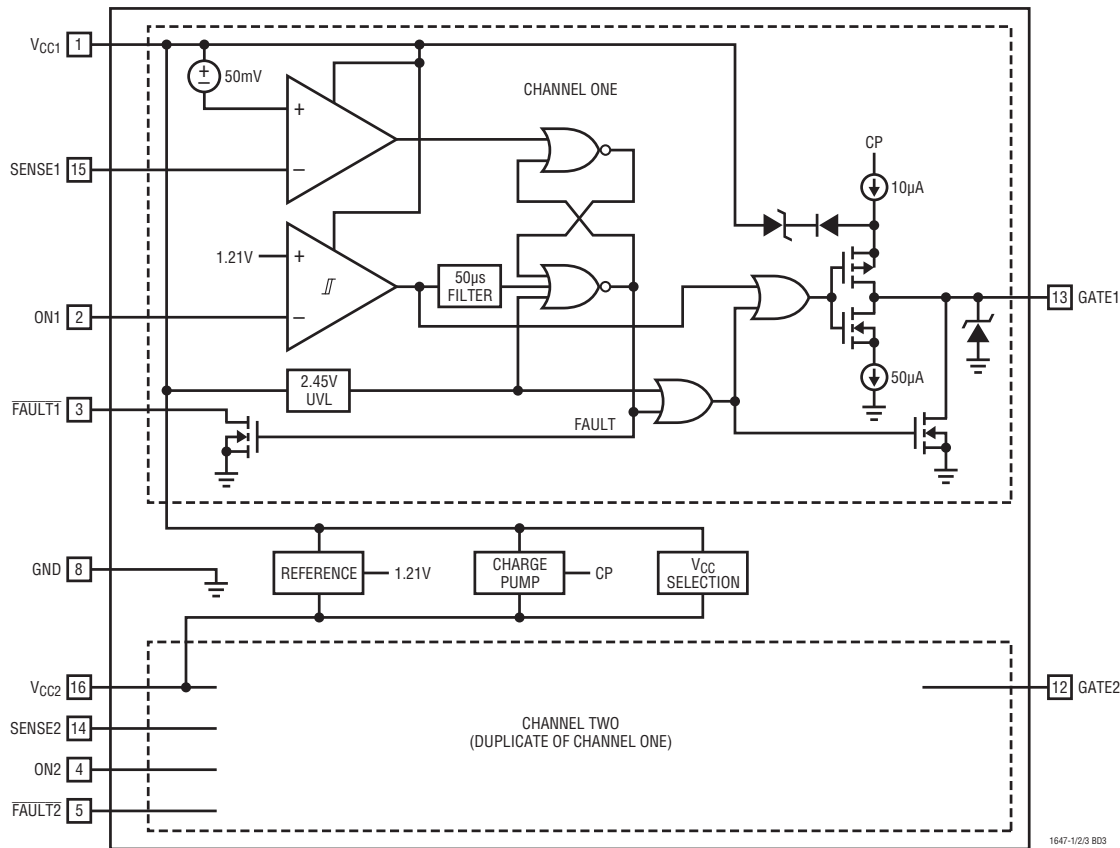 VCC1 1
+
−
50mV
CHANNEL ONE
+
−
SENSE1 15
CP
10µA
1.21V
+
−
50µs
FILTER
ON1 2
13 GATE1
2.45V
UVL
50µA
FAULT1 3
FAULT
GND 8
REFERENCE
1.21V
CHARGE
PUMP
CP
VCC
SELECTION
VCC2 16
12 GATE2
SENSE2 14
CHANNEL TWO
(DUPLICATE OF CHANNEL ONE)
ON2 4
FAULT2 5
1647-1/2/3 BD3